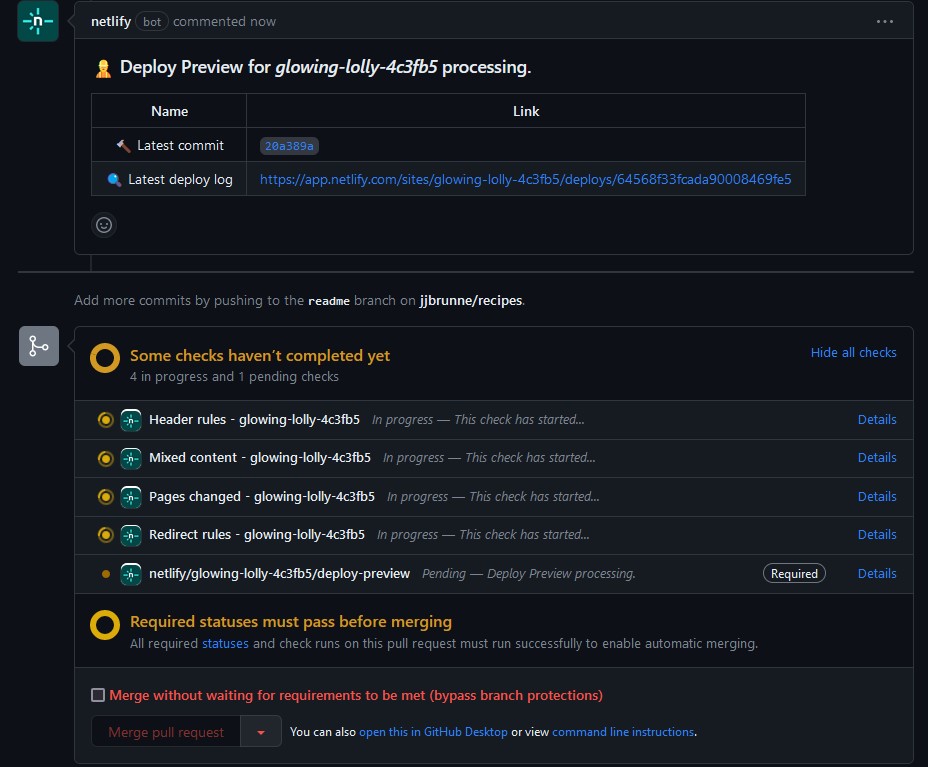 netlify bot commented now
Deploy Preview for glowing-lolly-4c3fb5 processing.
Name Link
Latest commit 20a389a
Latest deploy log https://app.netlify.com/sites/glowing-lolly-4c3fb5/deploys/64568f33fcada90008469fe5
Add more commits by pushing to the readme branch on jjbrunne/recipes.
Some checks haven't completed yet
Hide all checks
4 in progress and 1 pending checks
Header rules - glowing-lolly-4c3fb5 In progress — This check has started... Details
Mixed content - glowing-lolly-4c3fb5 In progress — This check has started... Details
Pages changed - glowing-lolly-4c3fb5 In progress — This check has started... Details
Redirect rules - glowing-lolly-4c3fb5 In progress — This check has started... Details
netlify/glowing-lolly-4c3fb5/deploy-preview Pending — Deploy Preview processing. Required Details
Required statuses must pass before merging
All required statuses and check runs on this pull request must run successfully to enable automatic merging.
Merge without waiting for requirements to be met (bypass branch protections)
Merge pull request You can also open this in GitHub Desktop or view command line instructions.